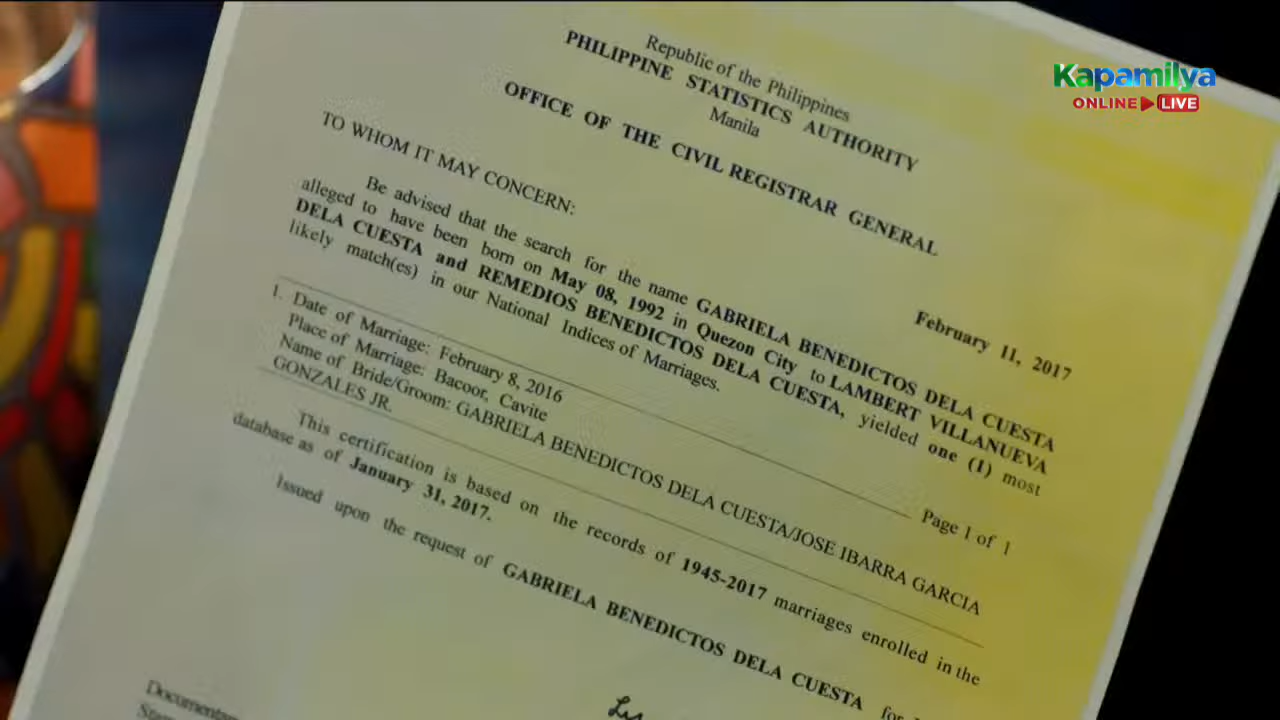 Kapamilya
ONLINE LIVE
Republic of the Philippines
PHILIPPINE STATISTICS AUTHORITY
Manila
OFFICE OF THE CIVIL REGISTRAR GENERAL
February 11, 2017
TO WHOM IT MAY CONCERN:
Be advised that the search for the name GABRIELA BENEDICTOS DELA CUESTA
alleged to have been born on May 08, 1992 in Quezon City to LAMBERT VILLANUEVA
DELA CUESTA and REMEDIOS BENEDICTOS DELA CUESTA, yielded one (1) most
likely match(es) in our National Indices of Marriages.
Page 1 of 1
1. Date of Marriage: February 8, 2016
Place of Marriage: Bacoor, Cavite
Name of Bride/Groom: GABRIELA BENEDICTOS DELA CUESTA/JOSE IBARRA GARCIA
GONZALES JR.
This certification is based on the records of 1945-2017 marriages enrolled in the
database as of January 31, 2017.
Issued upon the request of GABRIELA BENEDICTOS DELA CUESTA for